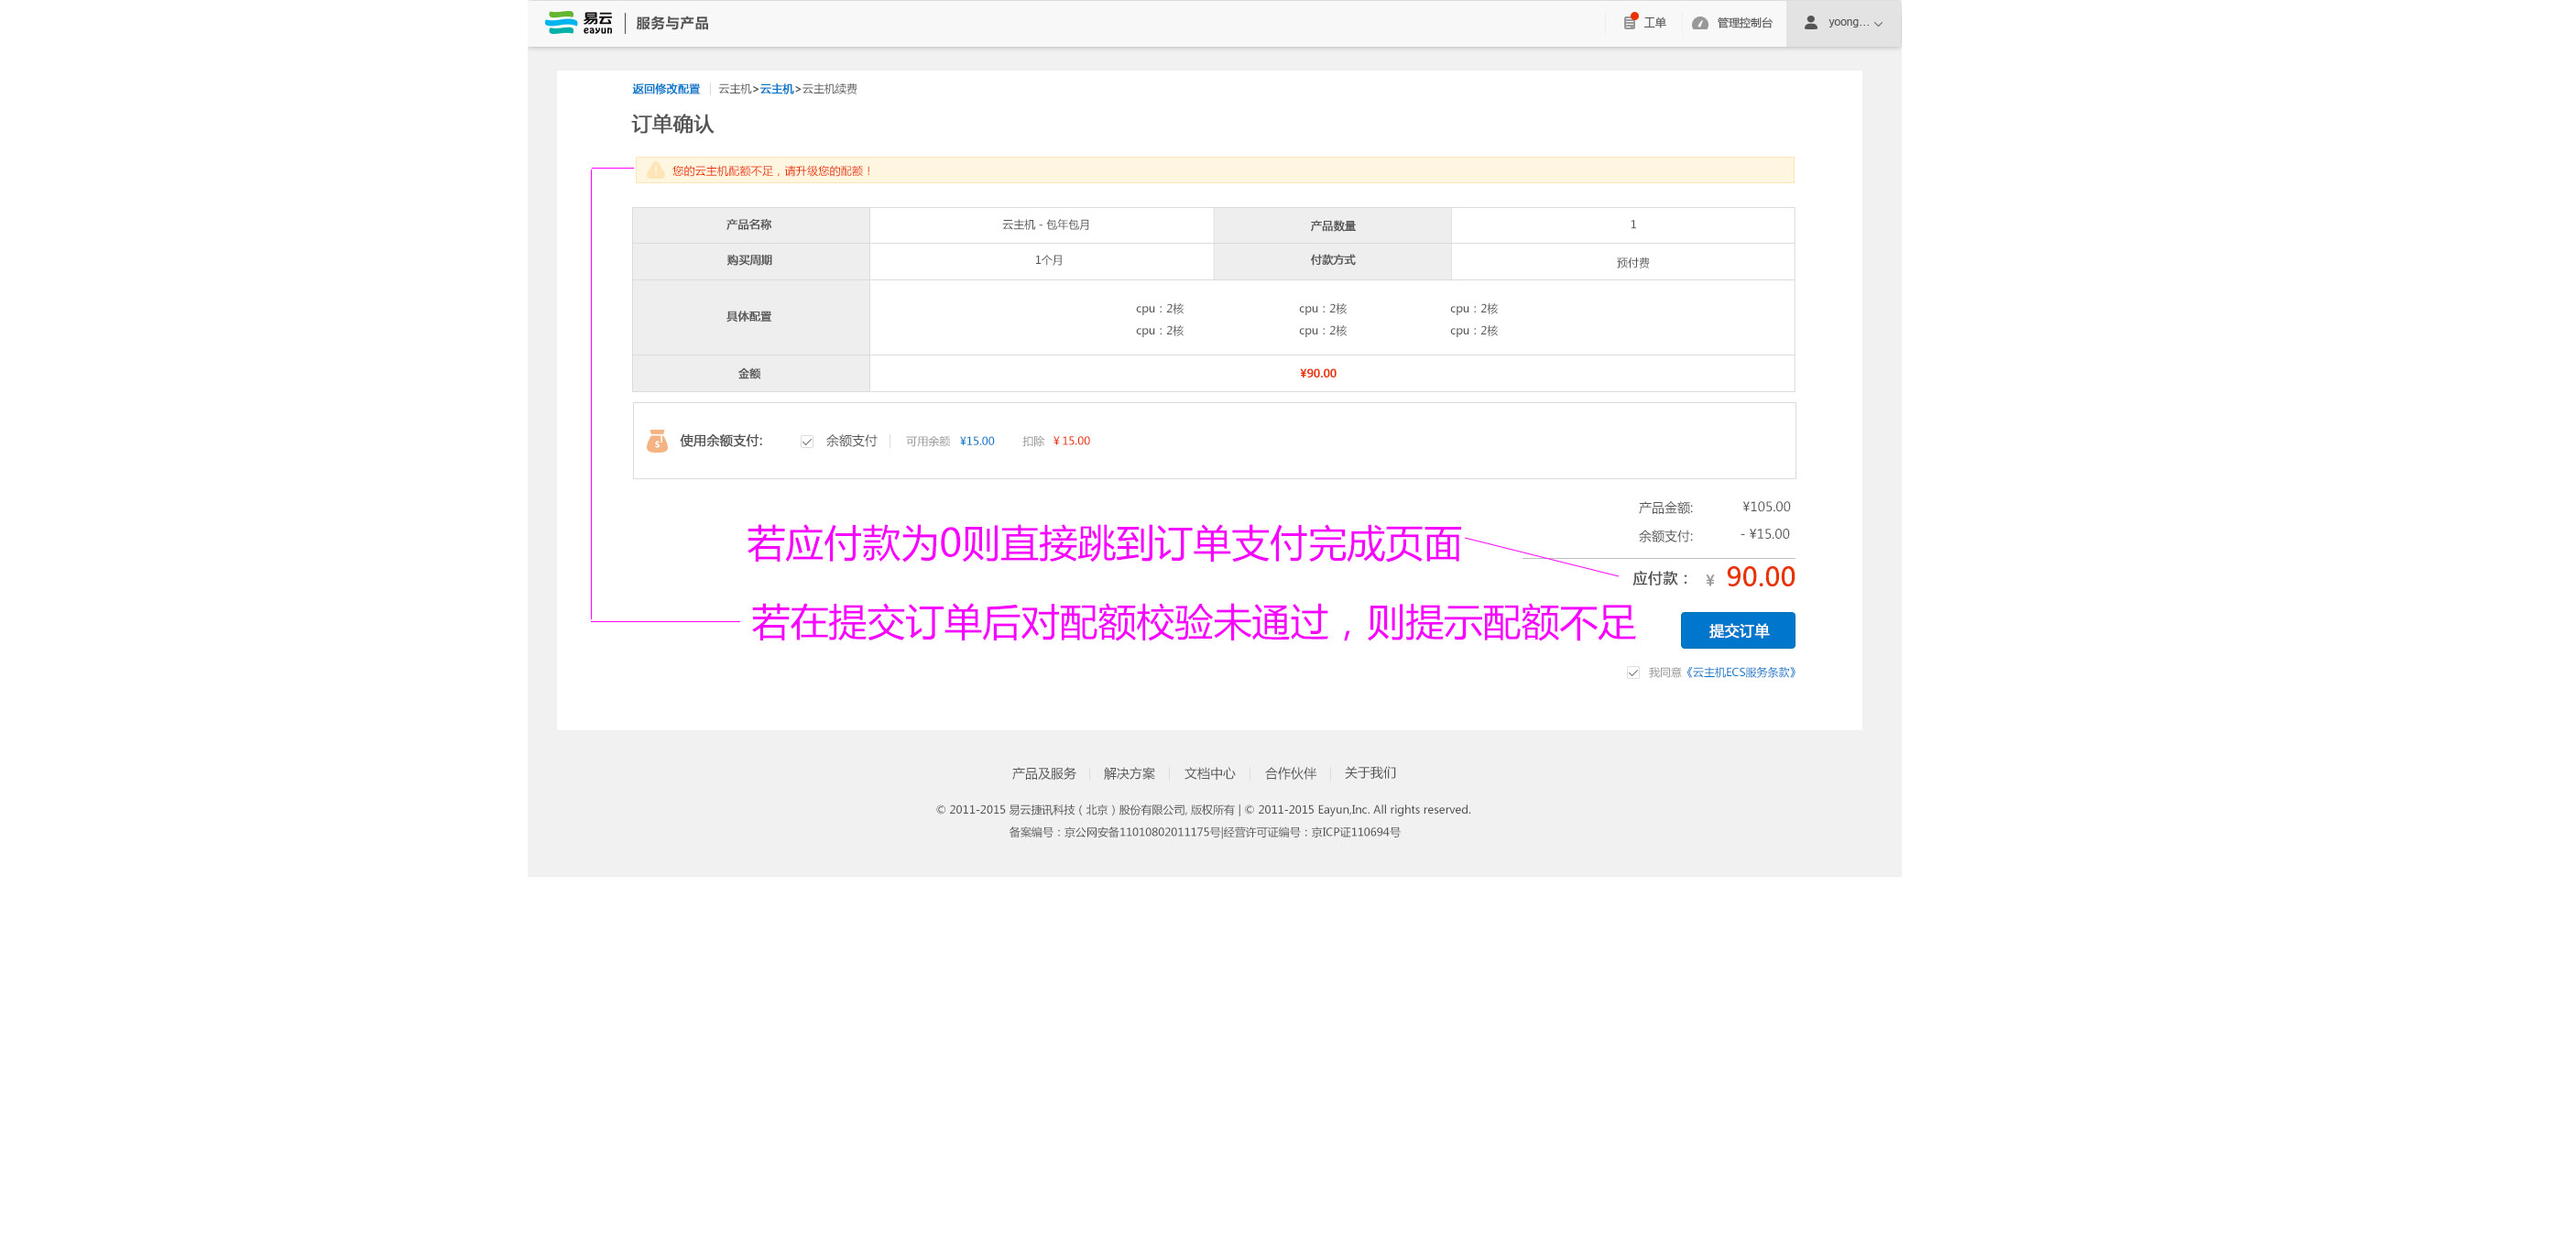 易云 eayun 服务与产品 工单 管理控制台 yoong...
返回修改配置 云主机>云主机>云主机续费
订单确认
您的云主机配额不足，请升级您的配额！
产品名称 云主机 - 包年包月 产品数量 1
购买周期 1个月 付款方式 预付费
具体配置
cpu：2核 cpu：2核 cpu：2核
cpu：2核 cpu：2核 cpu：2核
金额 ¥90.00
使用余额支付: 余额支付 可用余额 ¥15.00 扣除 ¥ 15.00
产品金额: ¥105.00
余额支付: - ¥15.00
若应付款为0则直接跳到订单支付完成页面
应付款： ¥ 90.00
若在提交订单后对配额校验未通过，则提示配额不足
提交订单
我同意《云主机ECS服务条款》
产品及服务 解决方案 文档中心 合作伙伴 关于我们
© 2011-2015 易云捷讯科技（北京）股份有限公司, 版权所有 | © 2011-2015 Eayun,Inc. All rights reserved.
备案编号：京公网安备11010802011175号|经营许可证编号：京ICP证110694号